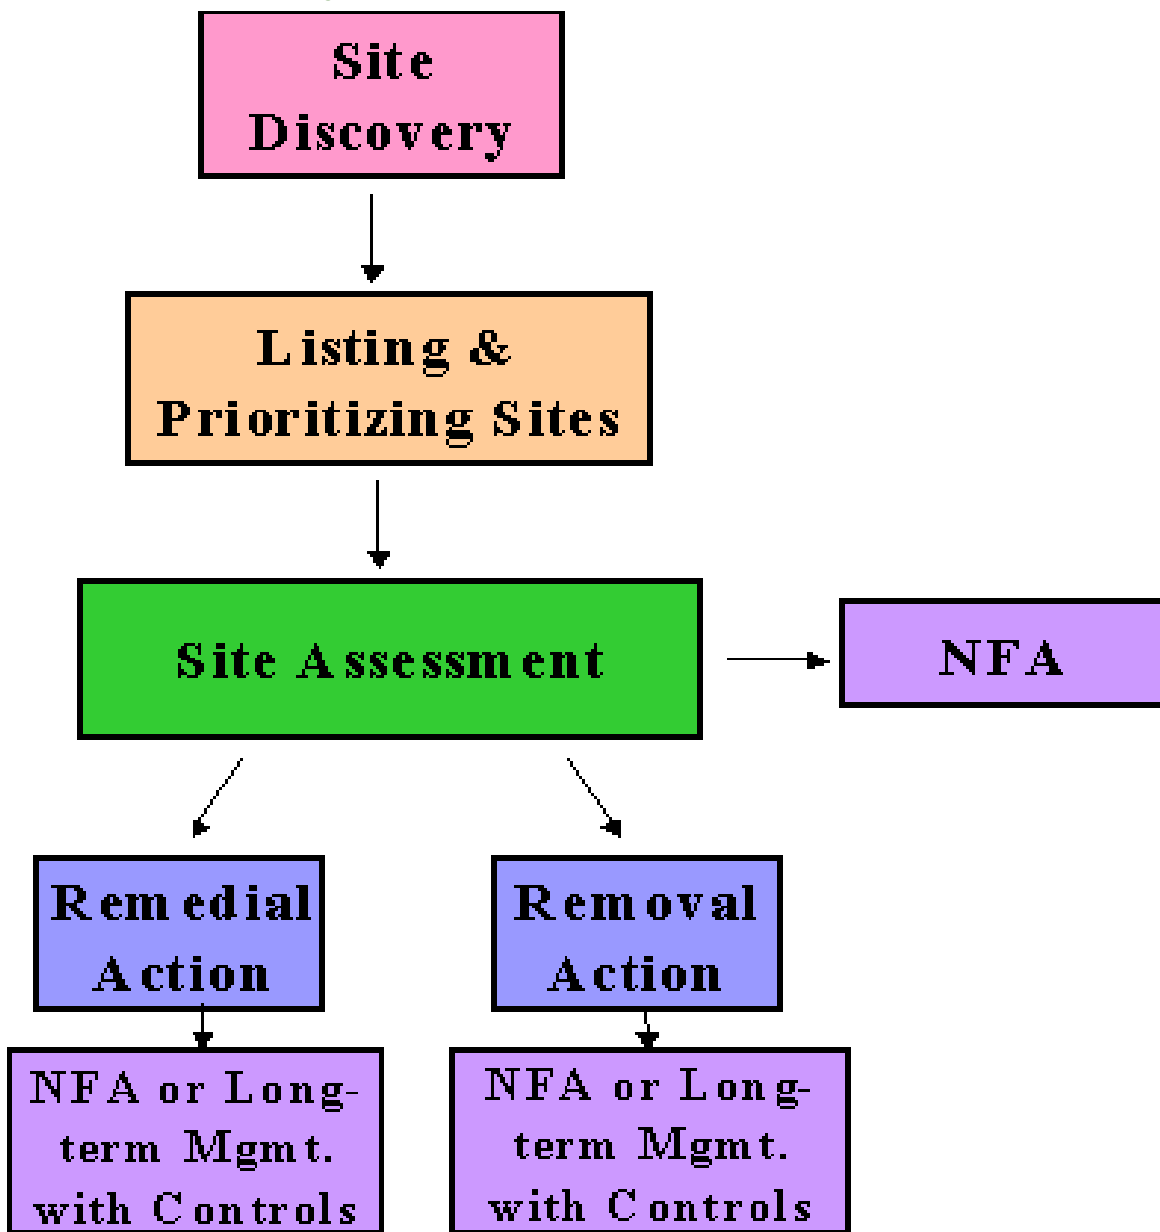 Site
Discovery
Listing &
Prioritizing Sites
Site Assessment
NFA
Remedial
Action
Removal
Action
NFA or Long-
term Mgmt.
with Controls
NFA or Long-
term Mgmt.
with Controls